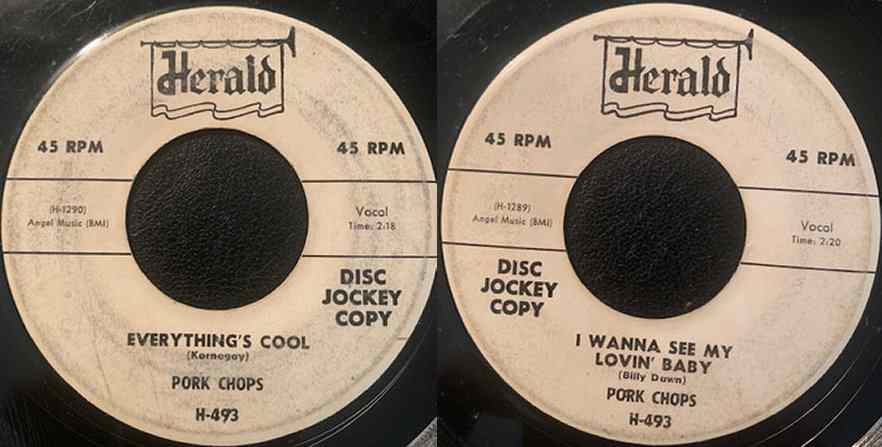 Herald
45 RPM
45 RPM
(H-1290)
Angel Music (BMI)
Vocal
Time: 2:18
DISC
JOCKEY
COPY
EVERYTHING'S COOL
(Kornegay)
PORK CHOPS
H-493
Herald
45 RPM
45 RPM
(H-1289)
Angel Music (BMI)
Vocal
Time: 2:20
DISC
JOCKEY
COPY
I WANNA SEE MY
LOVIN' BABY
(Billy Dawn)
PORK CHOPS
H-493